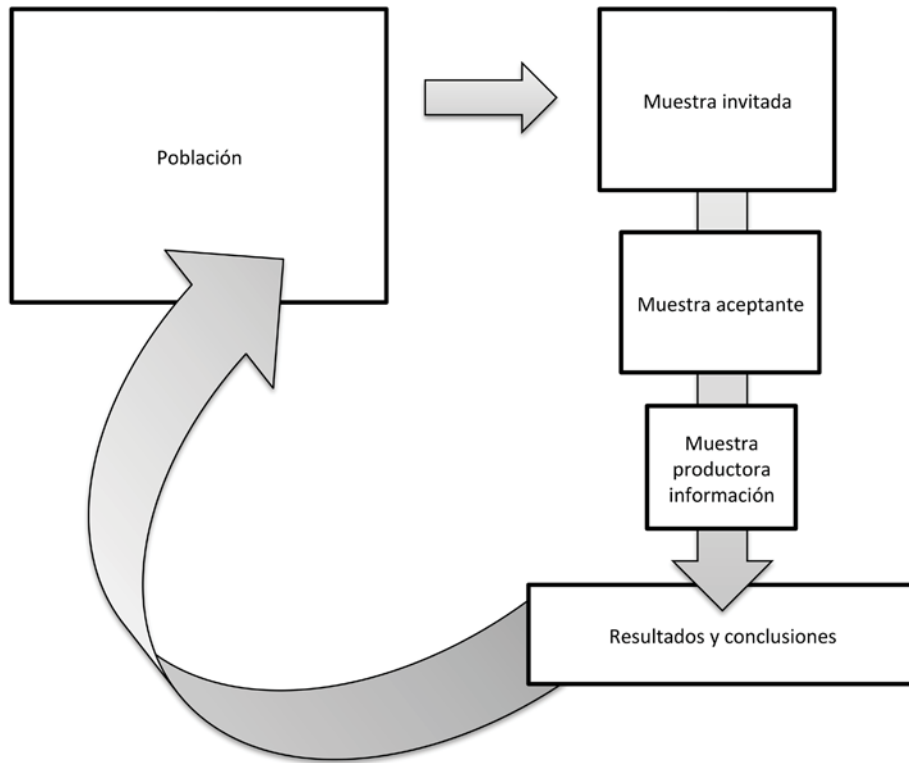 Población
Muestra invitada
Muestra aceptante
Muestra
productora
información
Resultados y conclusiones